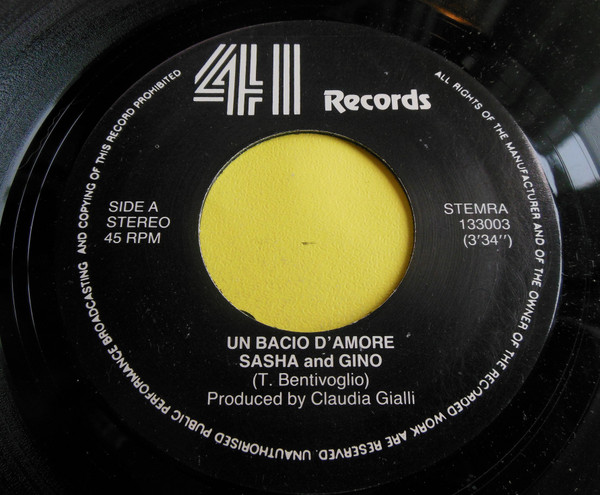 41 Records
SIDE A
STEREO
45 RPM
STEMRA
133003
(3'34")
UN BACIO D'AMORE
SASHA and GINO
(T. Bentivoglio)
Produced by Claudia Gialli
ALL RIGHTS OF THE MANUFACTURER AND OF THE OWNER OF THE RECORDED WORK ARE RESERVED. UNAUTHORISED PUBLIC PERFORMANCE BROADCASTING AND COPYING OF THIS RECORD PROHIBITED